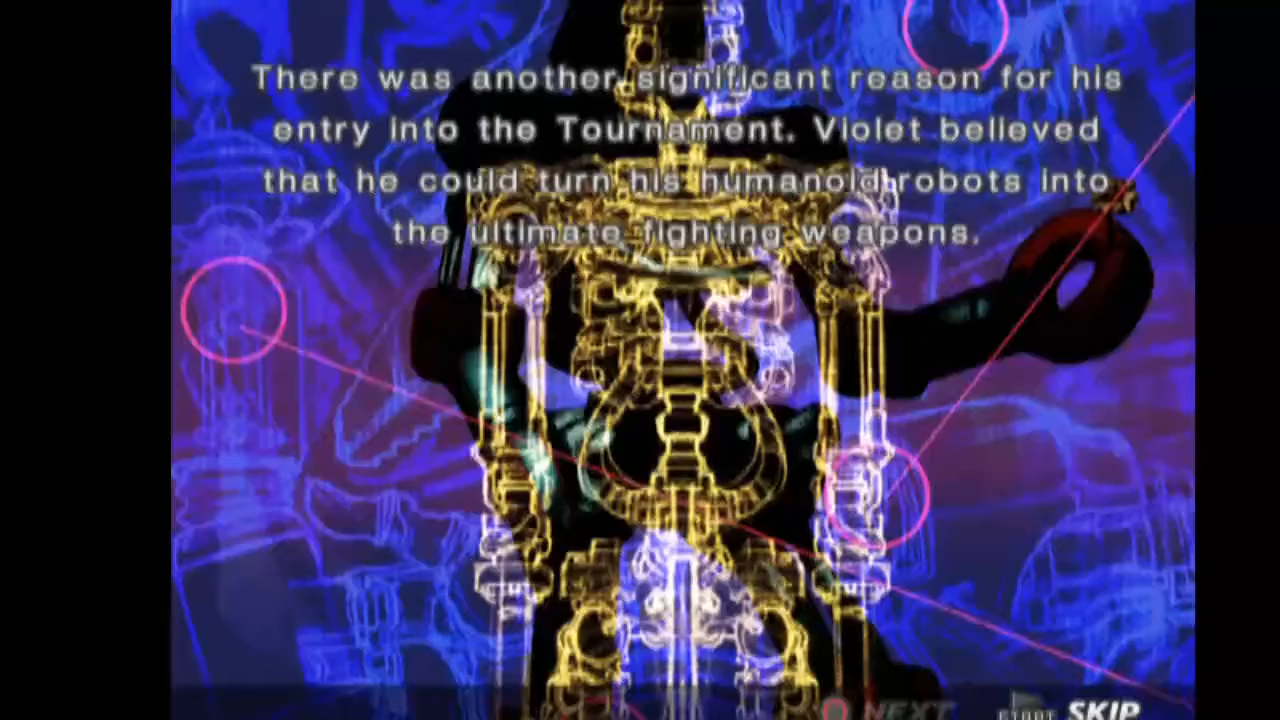 There was another significant reason for his
entry into the Tournament. Violet believed
that he could turn his humanoid robots into
the ultimate fighting weapons.
NEXT START SKIP